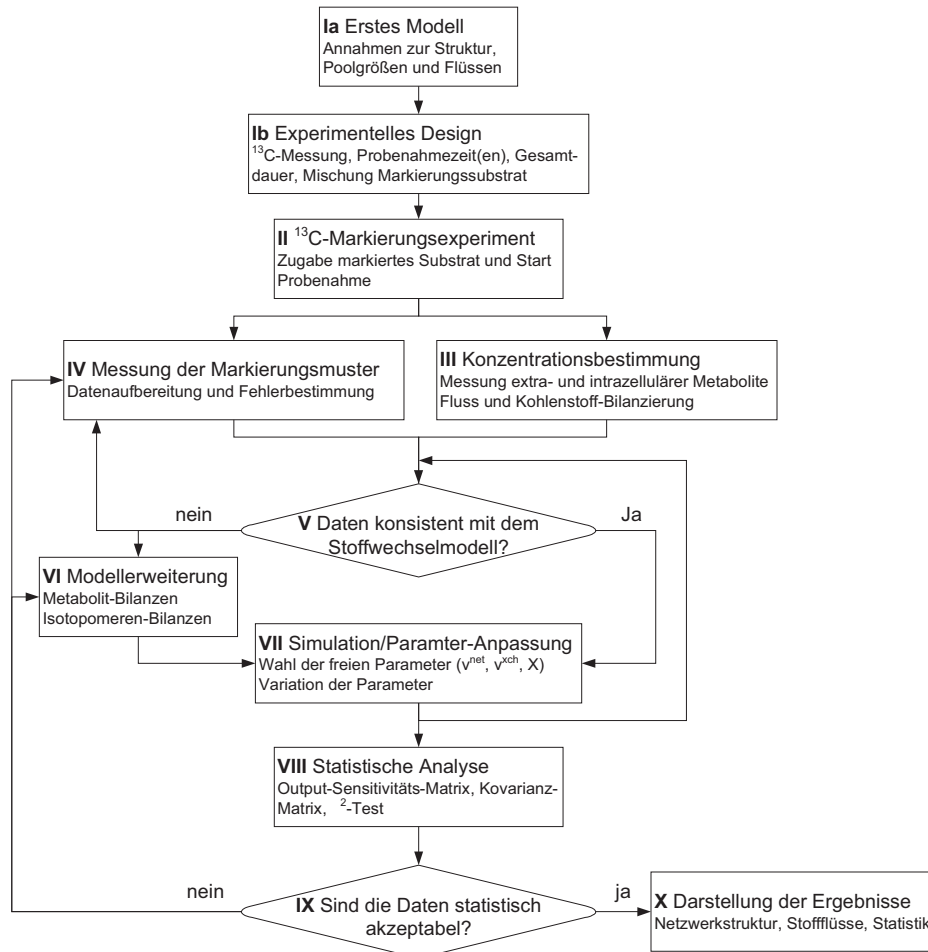 Ia Erstes Modell
Annahmen zur Struktur,
Poolgrößen und Flüssen
Ib Experimentelles Design
¹³C-Messung, Probenahmezeit(en), Gesamt-
dauer, Mischung Markierungssubstrat
II ¹³C-Markierungsexperiment
Zugabe markiertes Substrat und Start
Probenahme
IV Messung der Markierungsmuster
Datenaufbereitung und Fehlerbestimmung
III Konzentrationsbestimmung
Messung extra- und intrazellulärer Metabolite
Fluss und Kohlenstoff-Bilanzierung
nein
V Daten konsistent mit dem
Stoffwechselmodell?
Ja
VI Modellerweiterung
Metabolit-Bilanzen
Isotopomeren-Bilanzen
VII Simulation/Paramter-Anpassung
Wahl der freien Parameter (vⁿᵉᵗ, vˣᶜʰ, X)
Variation der Parameter
VIII Statistische Analyse
Output-Sensitivitäts-Matrix, Kovarianz-
Matrix, ²-Test
nein
IX Sind die Daten statistisch
akzeptabel?
ja
X Darstellung der Ergebnisse
Netzwerkstruktur, Stoffflüsse, Statistik